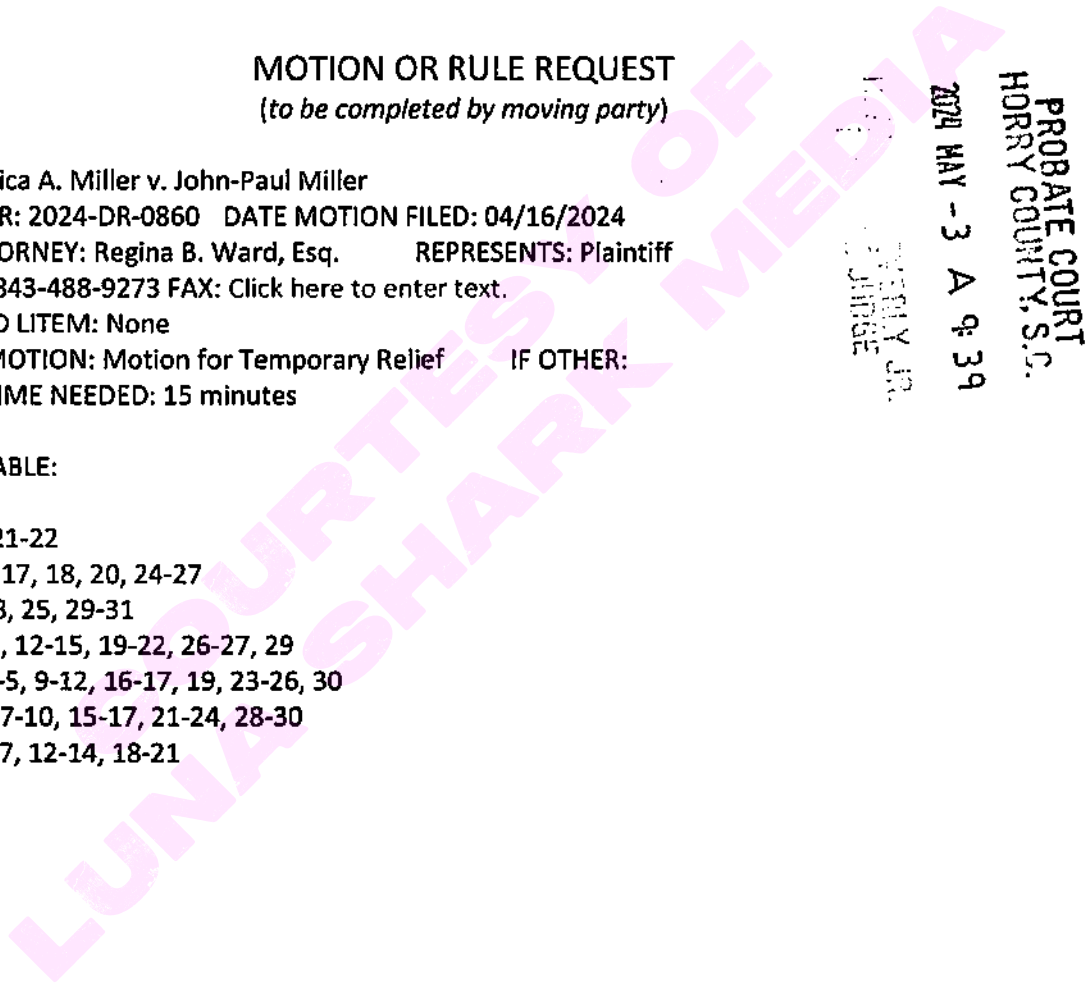 MOTION OR RULE REQUEST
(to be completed by moving party)
ica A. Miller v. John-Paul Miller
R: 2024-DR-0860 DATE MOTION FILED: 04/16/2024
ORNEY: Regina B. Ward, Esq. REPRESENTS: Plaintiff
843-488-9273 FAX: Click here to enter text.
O LITEM: None
MOTION: Motion for Temporary Relief IF OTHER:
IME NEEDED: 15 minutes
ABLE:
21-22
17, 18, 20, 24-27
3, 25, 29-31
, 12-15, 19-22, 26-27, 29
-5, 9-12, 16-17, 19, 23-26, 30
7-10, 15-17, 21-24, 28-30
7, 12-14, 18-21
PROBATE COURT
HORRY COUNTY, S.C.
2024 MAY -3 A 9:39
JR.
JUDGE
COURTESY OF
LUNA SHARK MEDIA